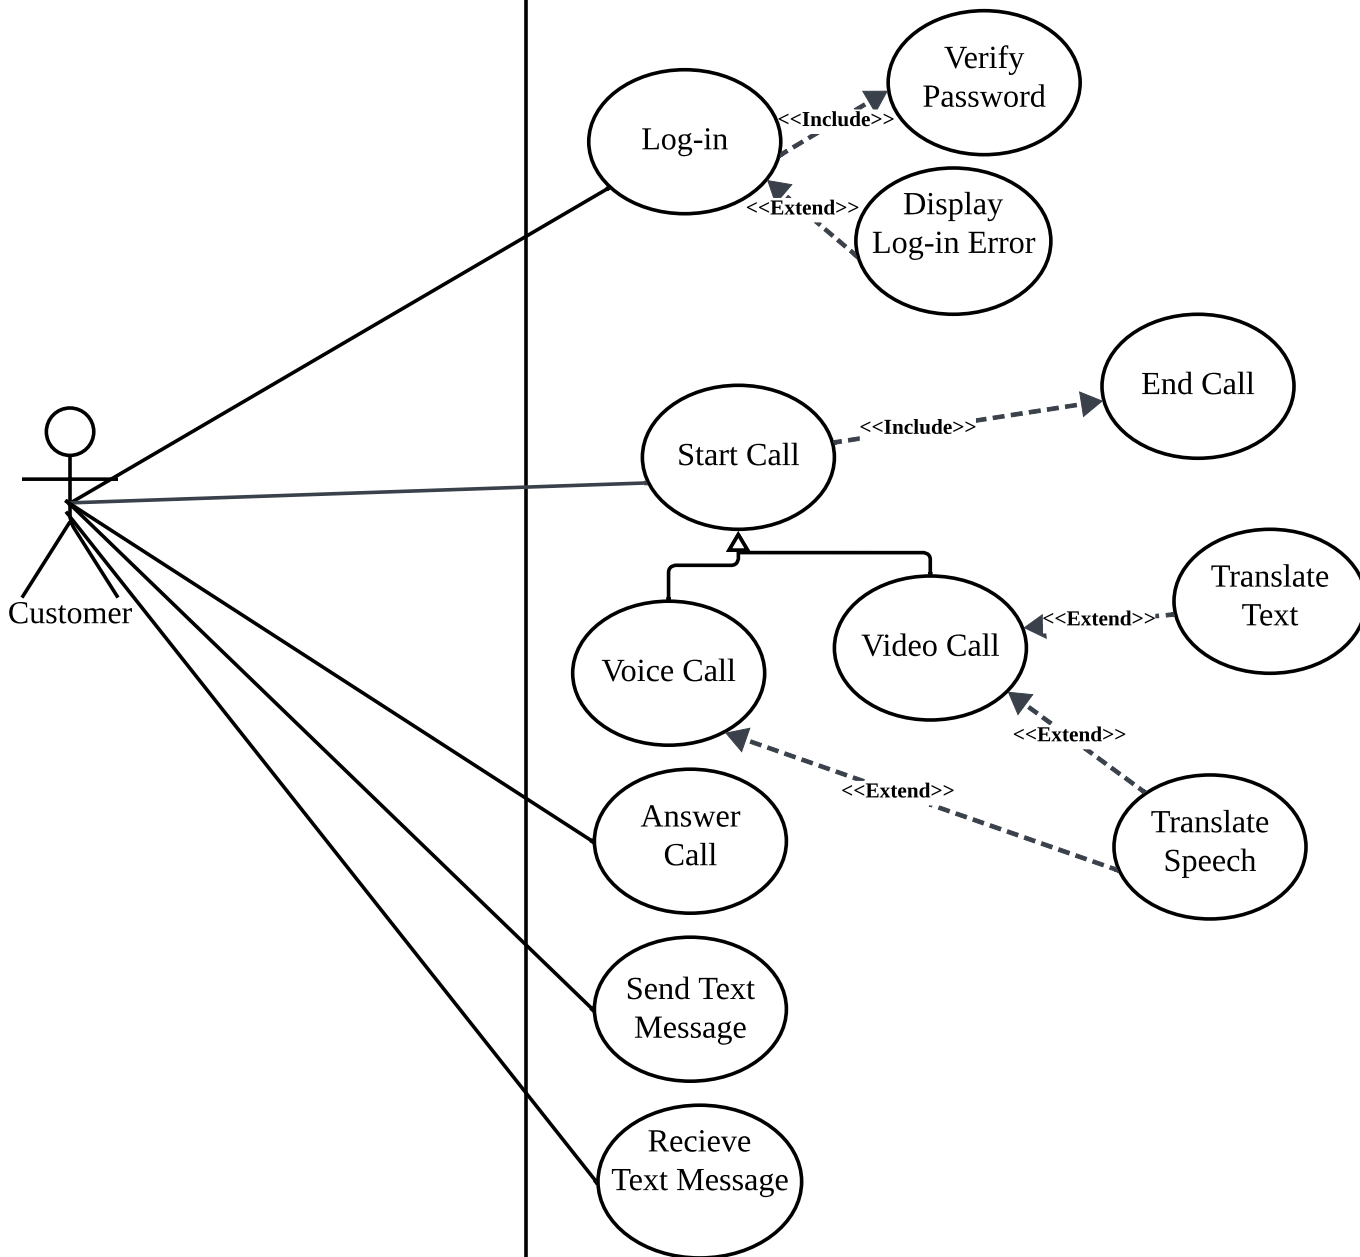 Verify
Password
<<Include>>
Log-in
Display
Log-in Error
<<Extend>>
End Call
<<Include>>
Start Call
Customer
Translate
Text
<<Extend>>
Video Call
Voice Call
<<Extend>>
<<Extend>>
Translate
Speech
Answer
Call
Send Text
Message
Recieve
Text Message